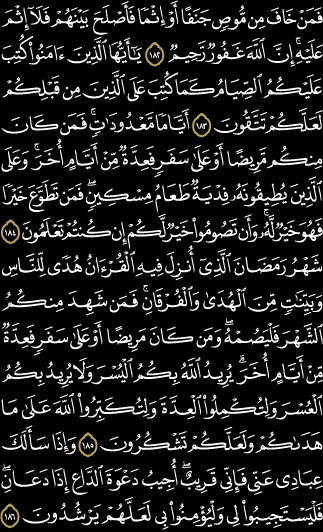 فَمَنْ خَافَ مِن مُّوصٍ جَنَفًا أَوْ إِثْمًا فَأَصْلَحَ بَيْنَهُمْ فَلَآ إِثْمَ
عَلَيْهِ ۚ إِنَّ ٱللَّهَ غَفُورٌ رَّحِيمٌ ١٨٢ يَـٰٓأَيُّهَا ٱلَّذِينَ ءَامَنُوا۟ كُتِبَ
عَلَيْكُمُ ٱلصِّيَامُ كَمَا كُتِبَ عَلَى ٱلَّذِينَ مِن قَبْلِكُمْ
لَعَلَّكُمْ تَتَّقُونَ ١٨٣ أَيَّامًا مَّعْدُودَٰتٍ ۚ فَمَن كَانَ
مِنكُم مَّرِيضًا أَوْ عَلَىٰ سَفَرٍ فَعِدَّةٌ مِّنْ أَيَّامٍ أُخَرَ ۚ وَعَلَى
ٱلَّذِينَ يُطِيقُونَهُۥ فِدْيَةٌ طَعَامُ مِسْكِينٍ ۖ فَمَن تَطَوَّعَ خَيْرًا
فَهُوَ خَيْرٌ لَّهُۥ ۚ وَأَن تَصُومُوا۟ خَيْرٌ لَّكُمْ إِن كُنتُمْ تَعْلَمُونَ ١٨٤
شَهْرُ رَمَضَانَ ٱلَّذِىٓ أُنزِلَ فِيهِ ٱلْقُرْءَانُ هُدًى لِّلنَّاسِ
وَبَيِّنَـٰتٍ مِّنَ ٱلْهُدَىٰ وَٱلْفُرْقَانِ ۚ فَمَن شَهِدَ مِنكُمُ
ٱلشَّهْرَ فَلْيَصُمْهُ ۖ وَمَن كَانَ مَرِيضًا أَوْ عَلَىٰ سَفَرٍ فَعِدَّةٌ
مِّنْ أَيَّامٍ أُخَرَ ۗ يُرِيدُ ٱللَّهُ بِكُمُ ٱلْيُسْرَ وَلَا يُرِيدُ بِكُمُ
ٱلْعُسْرَ وَلِتُكْمِلُوا۟ ٱلْعِدَّةَ وَلِتُكَبِّرُوا۟ ٱللَّهَ عَلَىٰ مَا
هَدَىٰكُمْ وَلَعَلَّكُمْ تَشْكُرُونَ ١٨٥ وَإِذَا سَأَلَكَ
عِبَادِى عَنِّى فَإِنِّى قَرِيبٌ ۖ أُجِيبُ دَعْوَةَ ٱلدَّاعِ إِذَا دَعَانِ ۖ
فَلْيَسْتَجِيبُوا۟ لِى وَلْيُؤْمِنُوا۟ بِى لَعَلَّهُمْ يَرْشُدُونَ ١٨٦